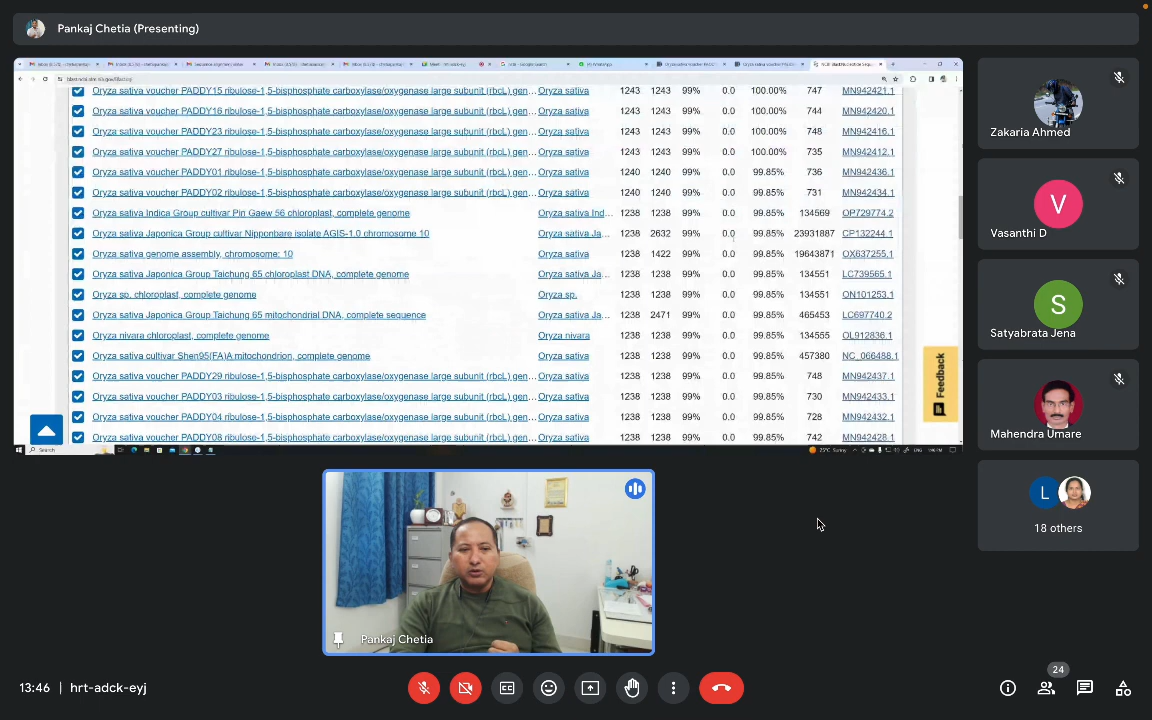 Pankaj Chetia (Presenting)
Oryza sativa voucher PADDY15 ribulose-1,5-bisphosphate carboxylase/oxygenase large subunit (rbcL) gen... Oryza sativa 1243 1243 99% 0.0 100.00% 747 MN942421.1
Oryza sativa voucher PADDY16 ribulose-1,5-bisphosphate carboxylase/oxygenase large subunit (rbcL) gen... Oryza sativa 1243 1243 99% 0.0 100.00% 744 MN942420.1
Oryza sativa voucher PADDY23 ribulose-1,5-bisphosphate carboxylase/oxygenase large subunit (rbcL) gen... Oryza sativa 1243 1243 99% 0.0 100.00% 748 MN942416.1
Oryza sativa voucher PADDY27 ribulose-1,5-bisphosphate carboxylase/oxygenase large subunit (rbcL) gen... Oryza sativa 1243 1243 99% 0.0 100.00% 735 MN942412.1
Oryza sativa voucher PADDY01 ribulose-1,5-bisphosphate carboxylase/oxygenase large subunit (rbcL) gen... Oryza sativa 1240 1240 99% 0.0 99.85% 736 MN942436.1
Oryza sativa voucher PADDY02 ribulose-1,5-bisphosphate carboxylase/oxygenase large subunit (rbcL) gen... Oryza sativa 1240 1240 99% 0.0 99.85% 731 MN942434.1
Oryza sativa Indica Group cultivar Pin Gaew 56 chloroplast, complete genome Oryza sativa Ind... 1238 1238 99% 0.0 99.85% 134569 OP729774.2
Oryza sativa Japonica Group cultivar Nipponbare isolate AGIS-1.0 chromosome 10 Oryza sativa Ja... 1238 2632 99% 0.0 99.85% 23931887 CP132244.1
Oryza sativa genome assembly, chromosome: 10 Oryza sativa 1238 1422 99% 0.0 99.85% 19643871 OX637255.1
Oryza sativa Japonica Group Taichung 65 chloroplast DNA, complete genome Oryza sativa Ja... 1238 1238 99% 0.0 99.85% 134551 LC739565.1
Oryza sp. chloroplast, complete genome Oryza sp. 1238 1238 99% 0.0 99.85% 134551 ON101253.1
Oryza sativa Japonica Group Taichung 65 mitochondrial DNA, complete sequence Oryza sativa Ja... 1238 2471 99% 0.0 99.85% 465453 LC697740.2
Oryza nivara chloroplast, complete genome Oryza nivara 1238 1238 99% 0.0 99.85% 134555 OL912836.1
Oryza sativa cultivar Shen95(FA)A mitochondrion, complete genome Oryza sativa 1238 1238 99% 0.0 99.85% 457380 NC_066488.1
Oryza sativa voucher PADDY29 ribulose-1,5-bisphosphate carboxylase/oxygenase large subunit (rbcL) gen... Oryza sativa 1238 1238 99% 0.0 99.85% 748 MN942437.1
Oryza sativa voucher PADDY03 ribulose-1,5-bisphosphate carboxylase/oxygenase large subunit (rbcL) gen... Oryza sativa 1238 1238 99% 0.0 99.85% 730 MN942433.1
Oryza sativa voucher PADDY04 ribulose-1,5-bisphosphate carboxylase/oxygenase large subunit (rbcL) gen... Oryza sativa 1238 1238 99% 0.0 99.85% 728 MN942432.1
Oryza sativa voucher PADDY08 ribulose-1,5-bisphosphate carboxylase/oxygenase large subunit (rbcL) gen... Oryza sativa 1238 1238 99% 0.0 99.85% 742 MN942428.1
Feedback
Search
25°C Sunny
ENG
1:46 PM
Zakaria Ahmed
V
Vasanthi D
S
Satyabrata Jena
Mahendra Umare
L
18 others
Pankaj Chetia
13:46 | hrt-adck-eyj
24